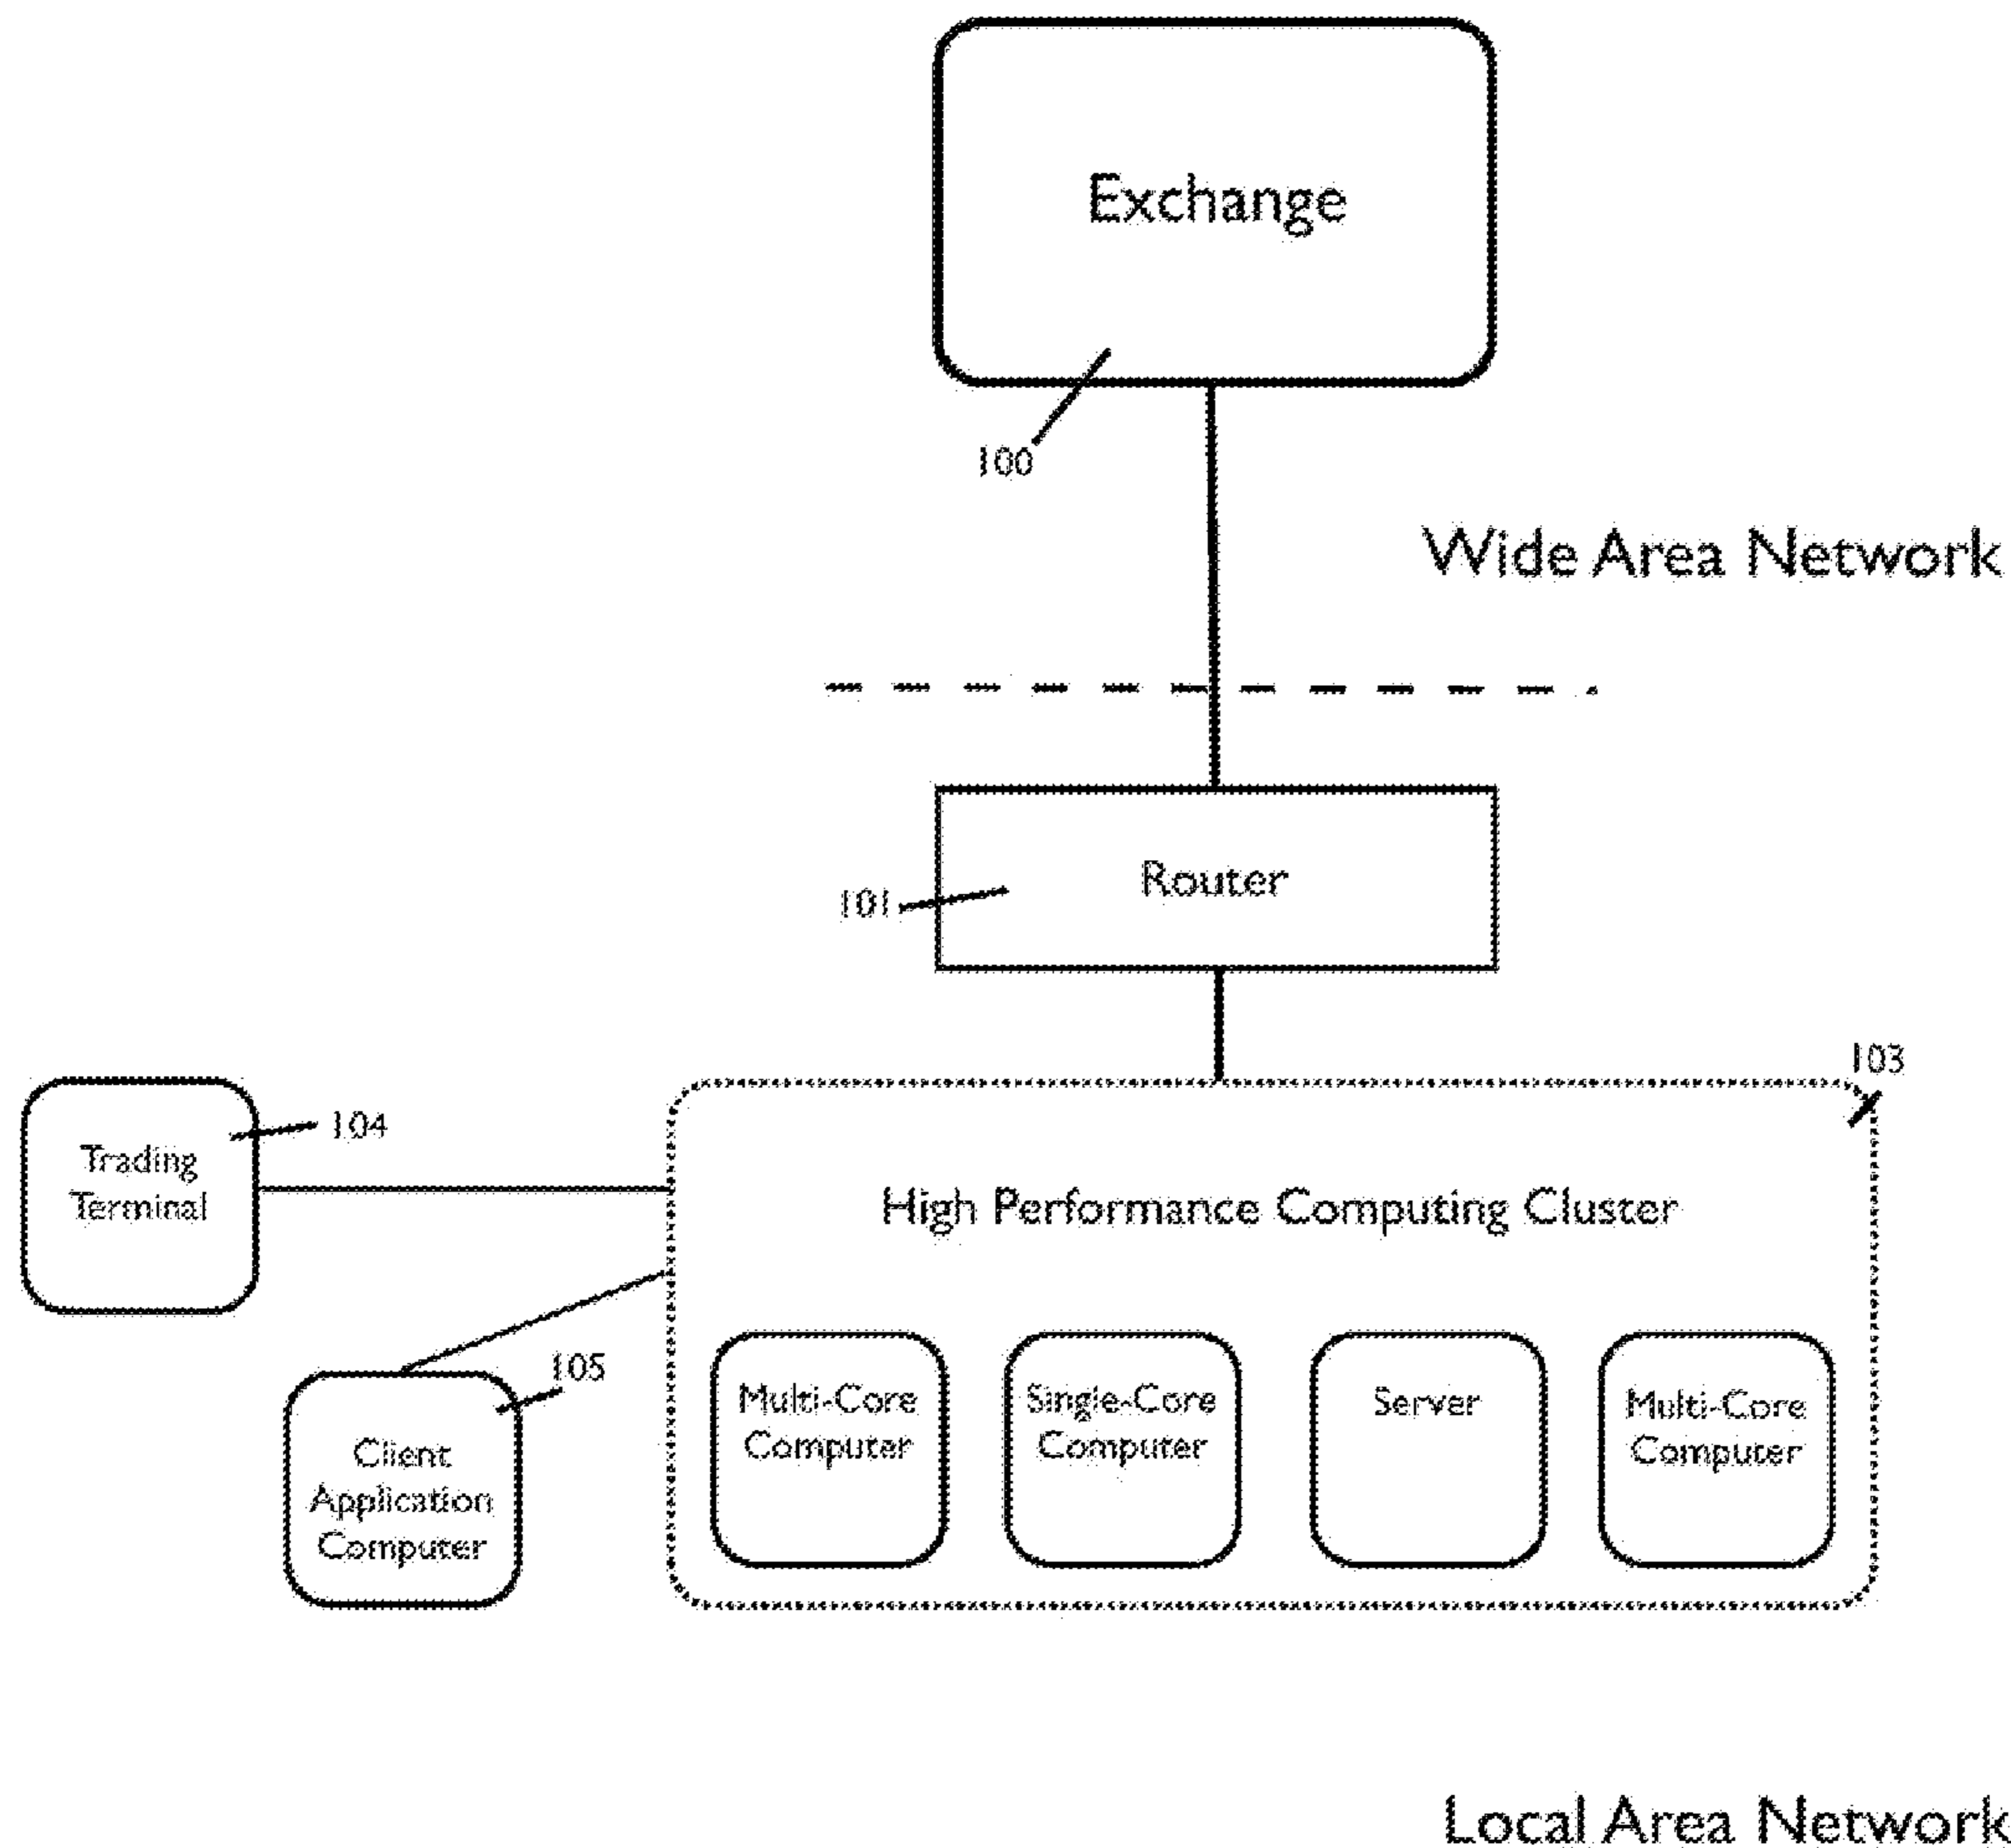 Exchange
100
Wide Area Network
Router
101
103
104
Trading
Terminal
High Performance Computing Cluster
105
Client
Application
Computer
Multi-Core
Computer
Single-Core
Computer
Server
Multi-Core
Computer
Local Area Network